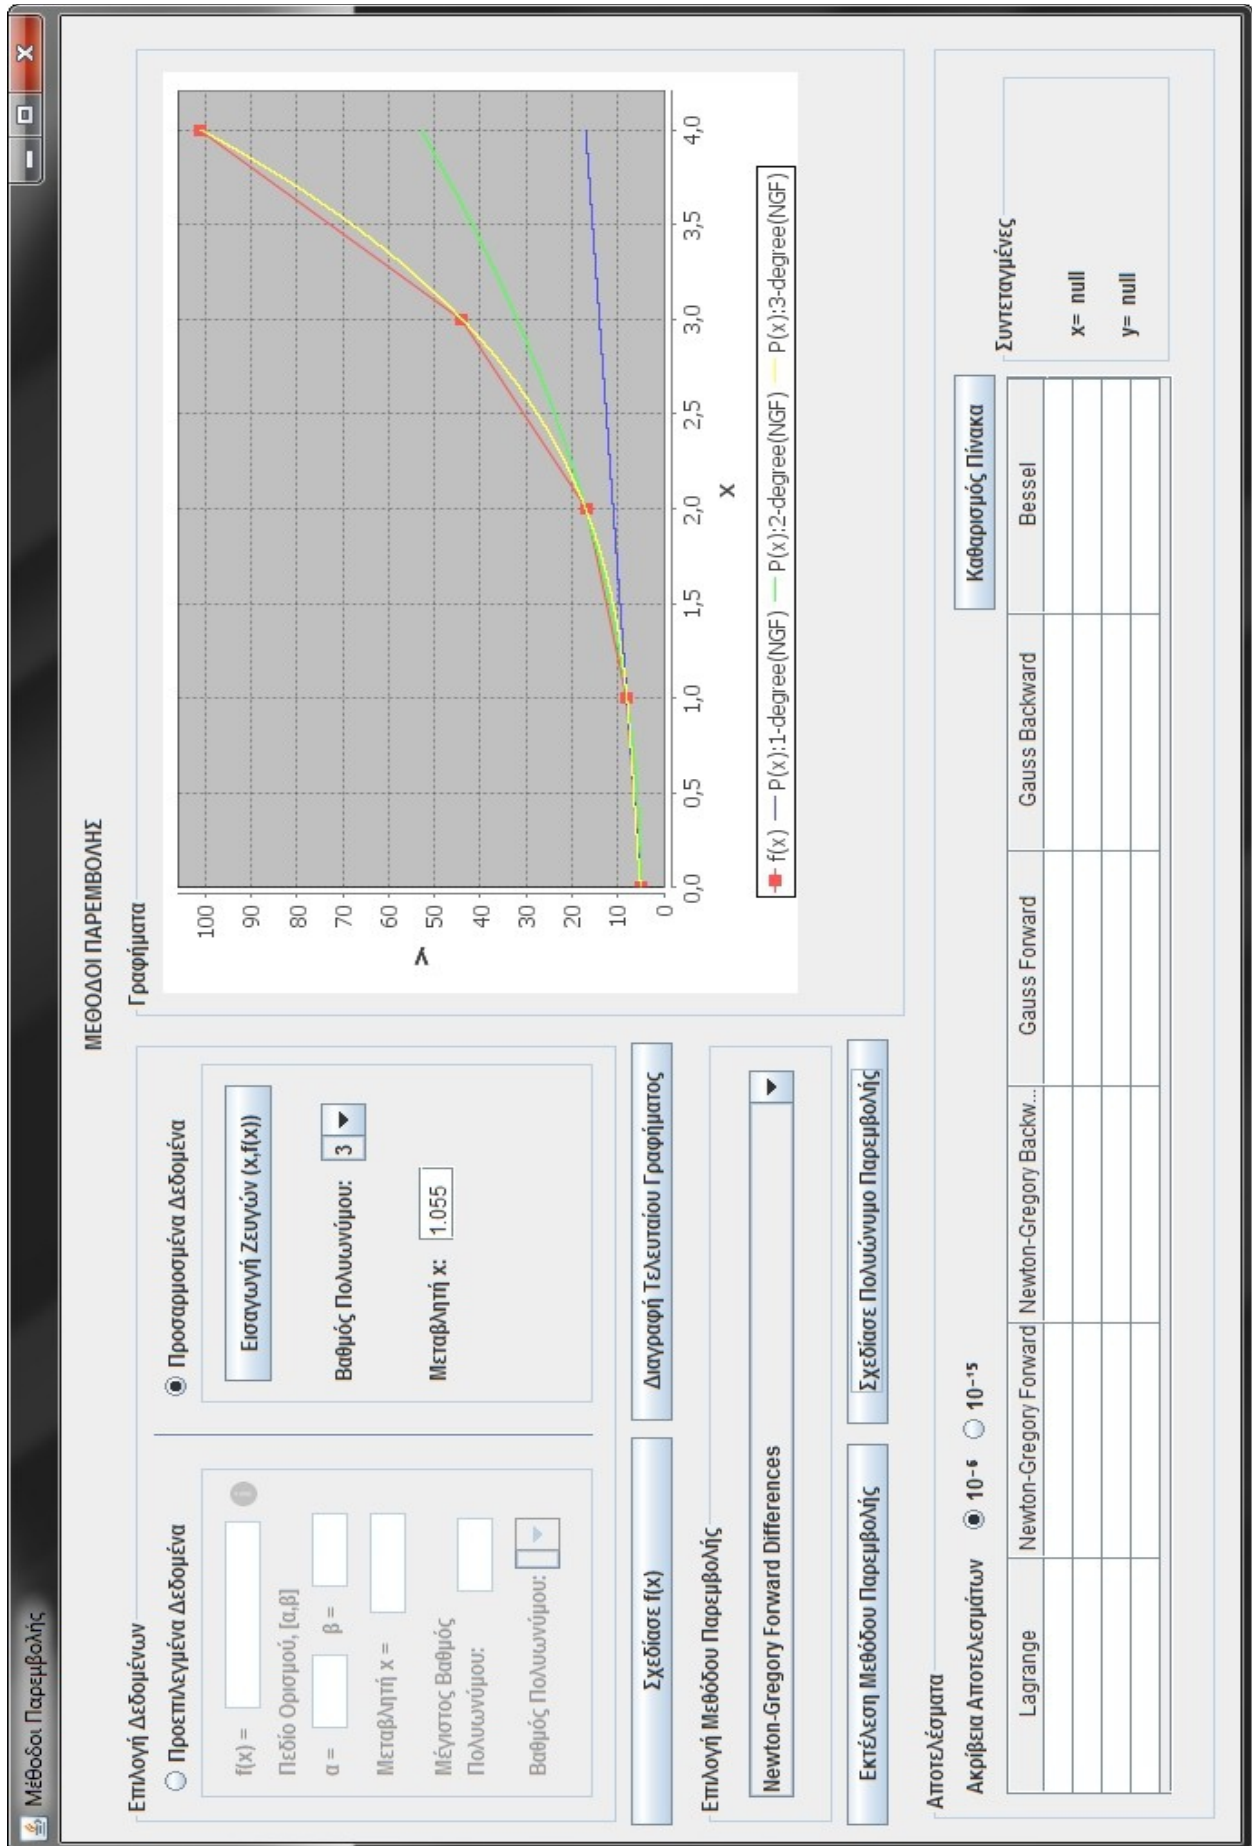 Μέθοδοι Παρεμβολής
ΜΕΘΟΔΟΙ ΠΑΡΕΜΒΟΛΗΣ
Επιλογή Δεδομένων
Προεπιλεγμένα Δεδομένα
f(x) =
Πεδίο Ορισμού, [α,β]
α =
β =
Μεταβλητή x =
Μέγιστος Βαθμός
Πολυωνύμου:
Βαθμός Πολυωνύμου:
Προσαρμοσμένα Δεδομένα
Εισαγωγή Ζευγών (x,f(x))
Βαθμός Πολυωνύμου: 3
Μεταβλητή x: 1.055
Σχεδίασε f(x)
Διαγραφή Τελευταίου Γραφήματος
Επιλογή Μεθόδου Παρεμβολής
Newton-Gregory Forward Differences
Εκτέλεση Μεθόδου Παρεμβολής
Σχεδίασε Πολυώνυμο Παρεμβολής
Γραφήματα
100
90
80
70
60
50
40
30
20
10
0
Y
0,0 0,5 1,0 1,5 2,0 2,5 3,0 3,5 4,0
X
f(x) P(x):1-degree(NGF) P(x):2-degree(NGF) P(x):3-degree(NGF)
Αποτελέσματα
Ακρίβεια Αποτελεσμάτων 10⁻⁶ 10⁻¹⁵
Καθαρισμός Πίνακα
Lagrange Newton-Gregory Forward Newton-Gregory Backw... Gauss Forward Gauss Backward Bessel
Συντεταγμένες
x= null
y= null